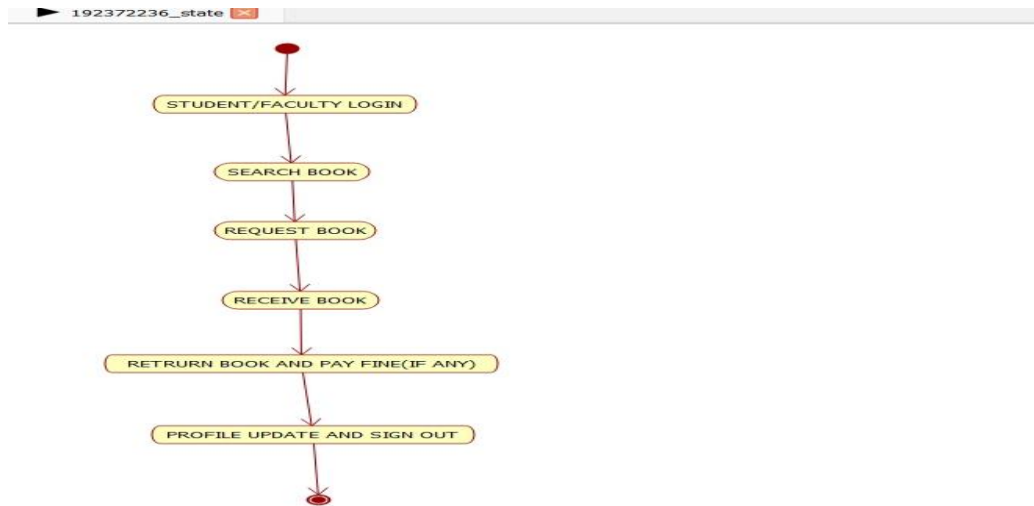 192372236_state
STUDENT/FACULTY LOGIN
SEARCH BOOK
REQUEST BOOK
RECEIVE BOOK
RETRURN BOOK AND PAY FINE(IF ANY)
PROFILE UPDATE AND SIGN OUT